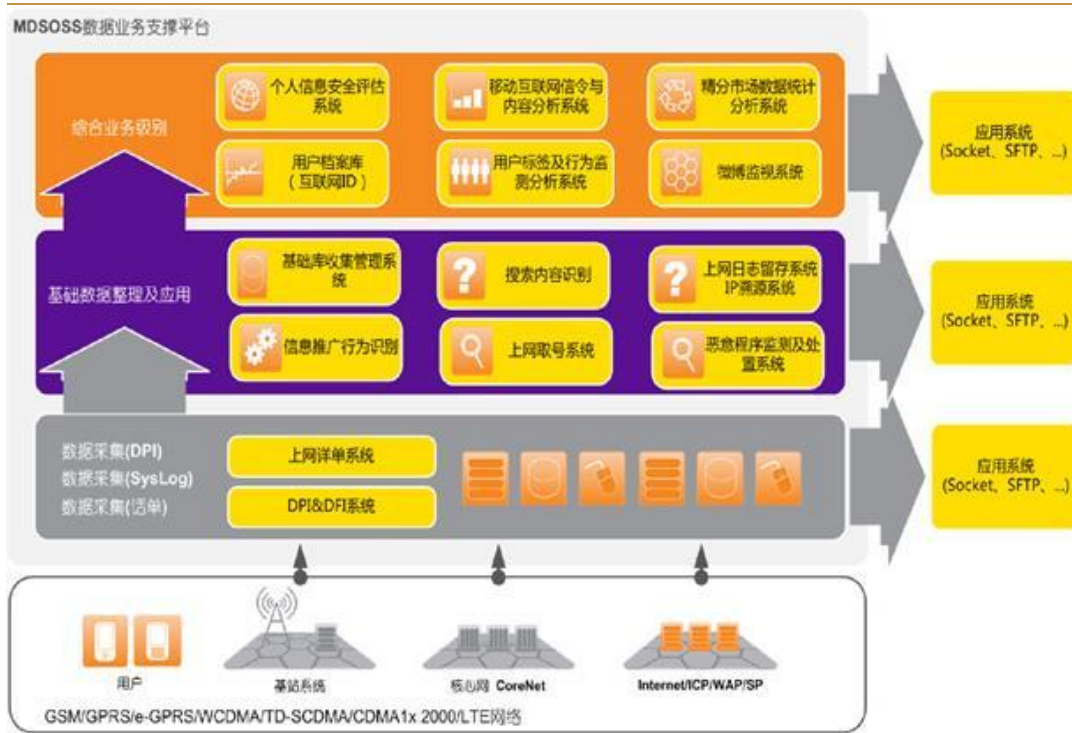 MDSOSS数据业务支撑平台
综合业务级别
个人信息安全评估
系统
移动互联网信令与
内容分析系统
精分市场数据统计
分析系统
用户档案库
（互联网ID）
用户标签及行为监
测分析系统
微博监视系统
应用系统
(Socket、SFTP、...)
基础数据整理及应用
基础库收集管理系
统
搜索内容识别
上网日志留存系统
IP溯源系统
信息推广行为识别
上网取号系统
恶意程序监测及处
置系统
应用系统
(Socket、SFTP、...)
数据采集(DPI)
数据采集(SysLog)
数据采集(话单)
上网详单系统
DPI&DFI系统
应用系统
(Socket、SFTP、...)
用户
基站系统
核心网 CoreNet
Internet/ICP/WAP/SP
GSM/GPRS/e-GPRS/WCDMA/TD-SCDMA/CDMA1x 2000/LTE网络